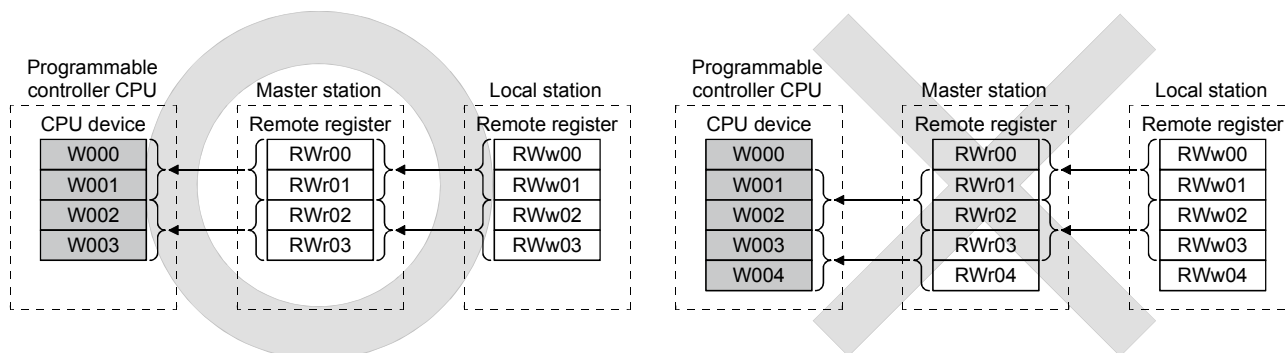 Programmable
controller CPU
Master station
Local station
CPU device
Remote register
Remote register
W000
RWr00
RWw00
W001
RWr01
RWw01
W002
RWr02
RWw02
W003
RWr03
RWw03
Programmable
controller CPU
Master station
Local station
CPU device
Remote register
Remote register
W000
RWr00
RWw00
W001
RWr01
RWw01
W002
RWr02
RWw02
W003
RWr03
RWw03
W004
RWr04
RWw04